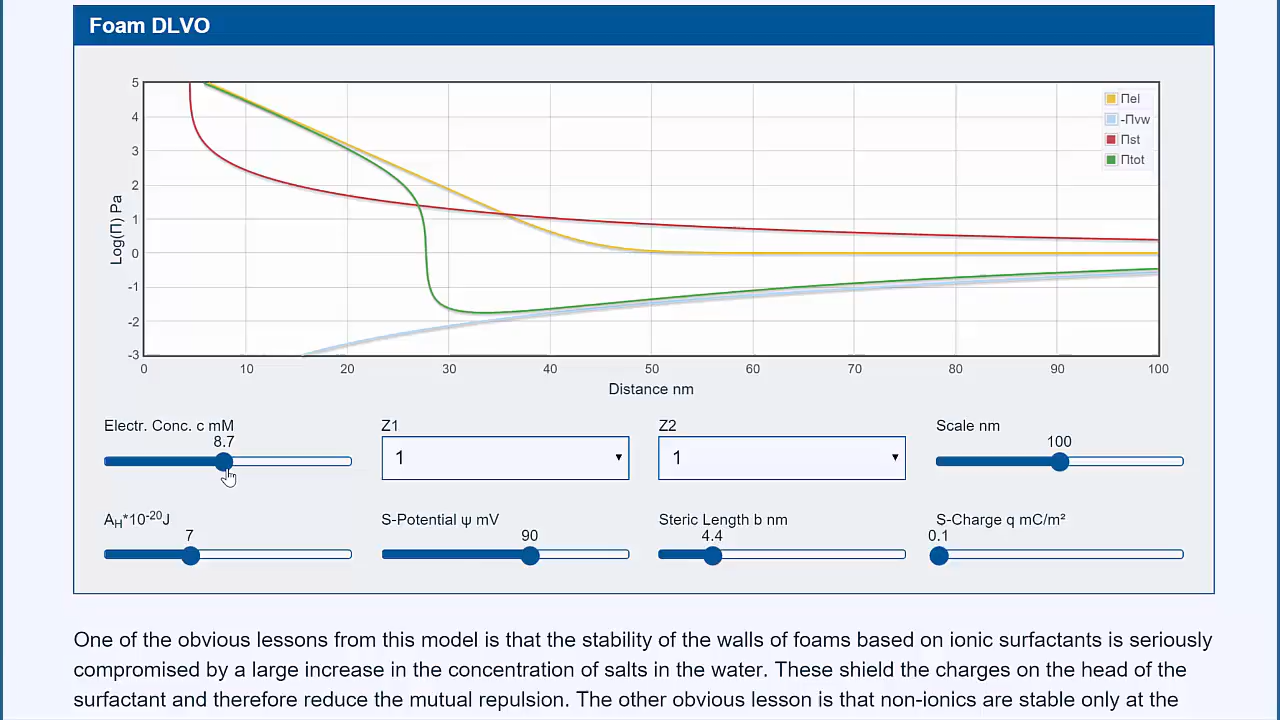 Foam DLVO
5
4
3
2
1
0
-1
-2
-3
Log(Π) Pa
Πel
-Πvw
Πst
Πtot
0 10 20 30 40 50 60 70 80 90 100
Distance nm
Electr. Conc. c mM Z1 Z2 Scale nm
8.7 1 1 100
A_H*10^-20J S-Potential ψ mV Steric Length b nm S-Charge q mC/m²
7 90 4.4 0.1
One of the obvious lessons from this model is that the stability of the walls of foams based on ionic surfactants is seriously
compromised by a large increase in the concentration of salts in the water. These shield the charges on the head of the
surfactant and therefore reduce the mutual repulsion. The other obvious lesson is that non-ionics are stable only at the